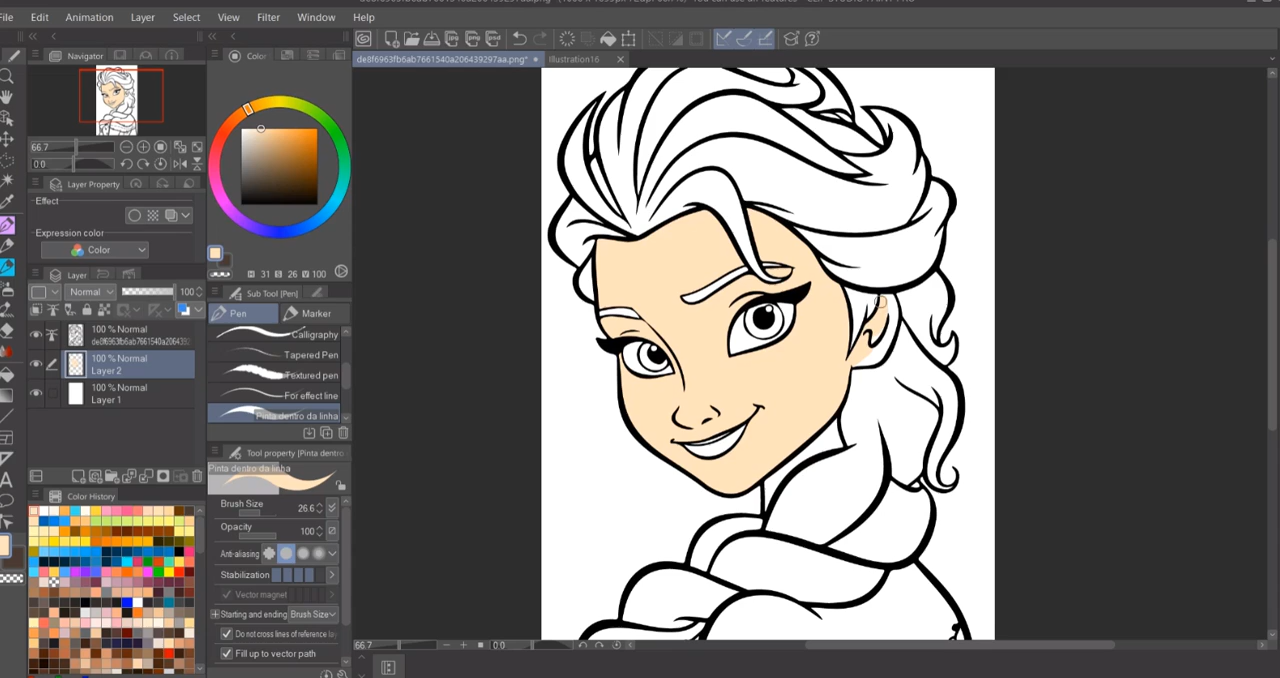 File Edit Animation Layer Select View Filter Window Help
Navigator
Color
de8f6963fb6ab7661540a206439297aa.png*
Illustration16
66.7
0.0
Layer Property
Effect
Expression color
Color
H 31 S 26 V 100
Layer
Normal 100
100 % Normal
de8f6963fb6ab7661540a2064392
100 % Normal
Layer 2
100 % Normal
Layer 1
Sub Tool [Pen]
Pen Marker
Calligraphy
Tapered Pen
Textured pen
For effect line
Pinta dentro da linha
Tool property [Pinta dentro
Pinta dentro da linha
Brush Size 26.6
Opacity 100
Anti-aliasing
Stabilization
Vector magnet
Starting and ending Brush Size
Do not cross lines of reference
Fill up to vector path
Color History
66.7 0.0